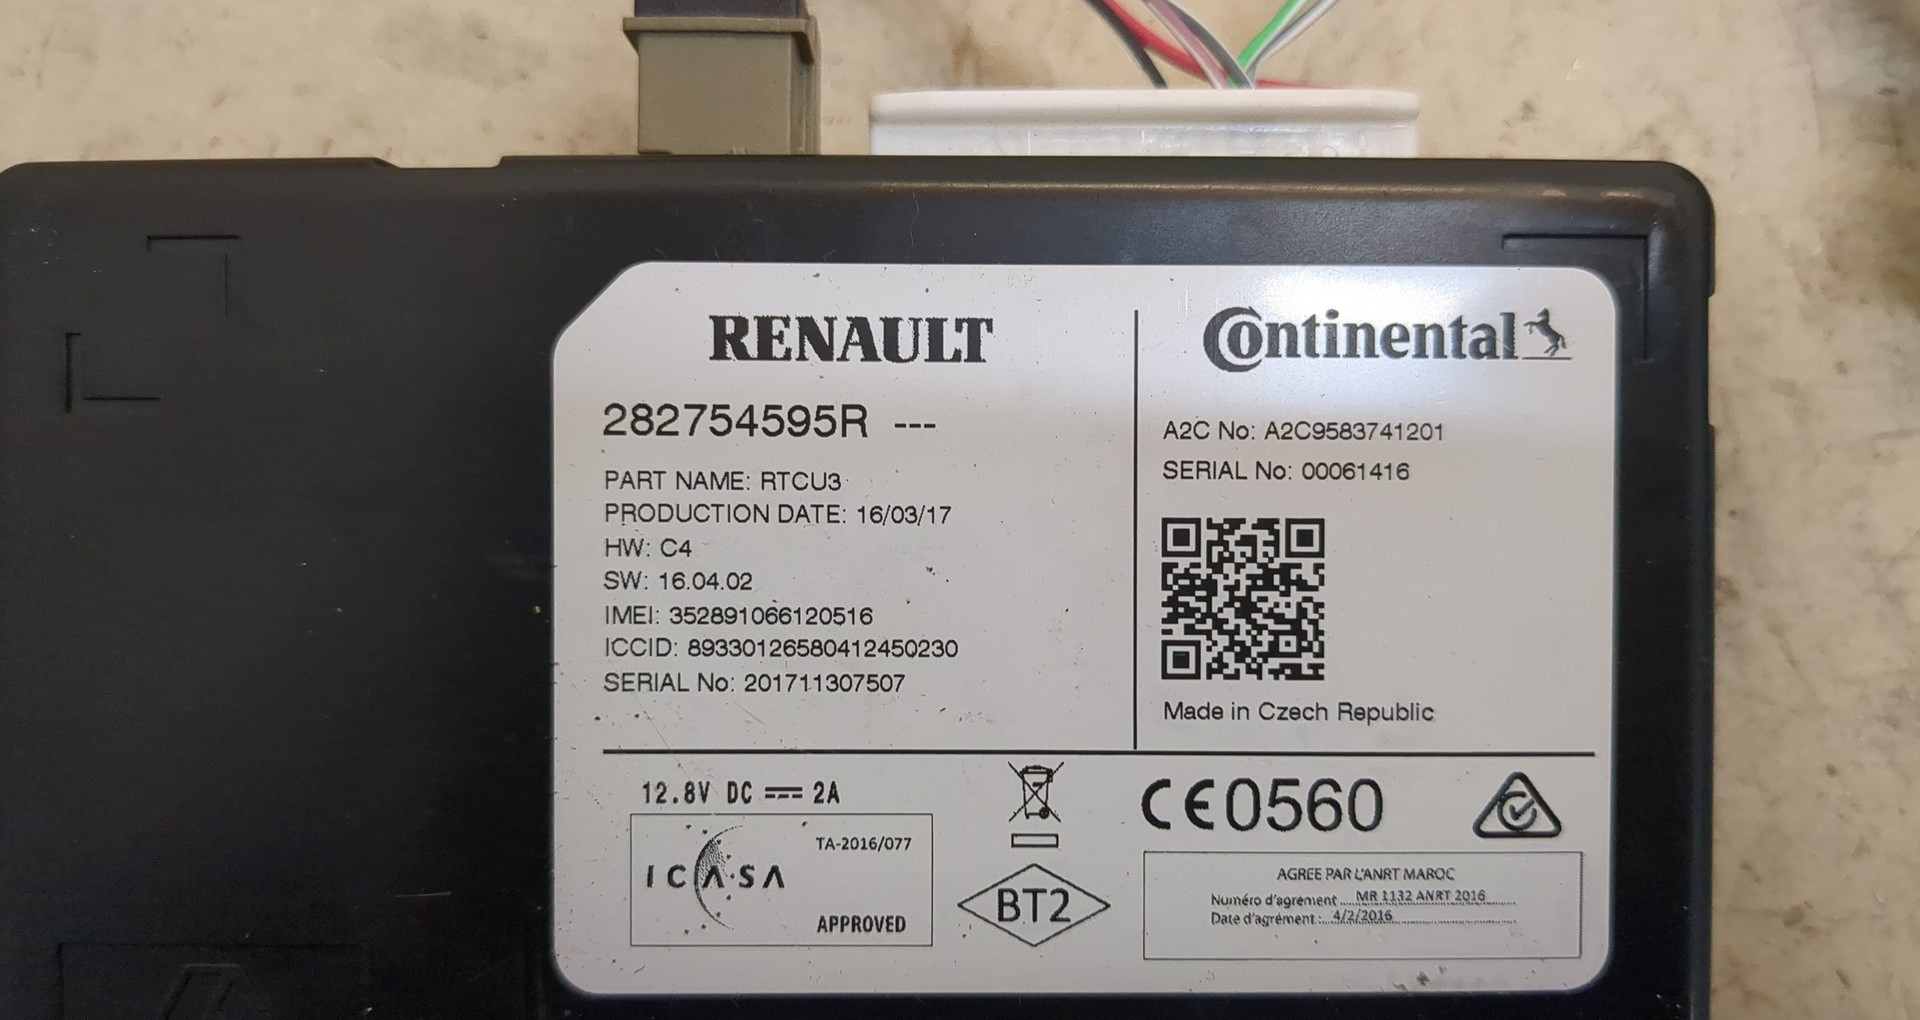 RENAULT
282754595R ---
PART NAME: RTCU3
PRODUCTION DATE: 16/03/17
HW: C4
SW: 16.04.02
IMEI: 352891066120516
ICCID: 89330126580412450230
SERIAL No: 201711307507
Continental
A2C No: A2C9583741201
SERIAL No: 00061416
Made in Czech Republic
12.8V DC 2A
TA-2016/077
ICASA
APPROVED
BT2
CE0560
AGREE PAR L'ANRT MAROC
Numéro d'agrément ... MR 1132 ANRT 2016
Date d'agrément : 4/2/2016